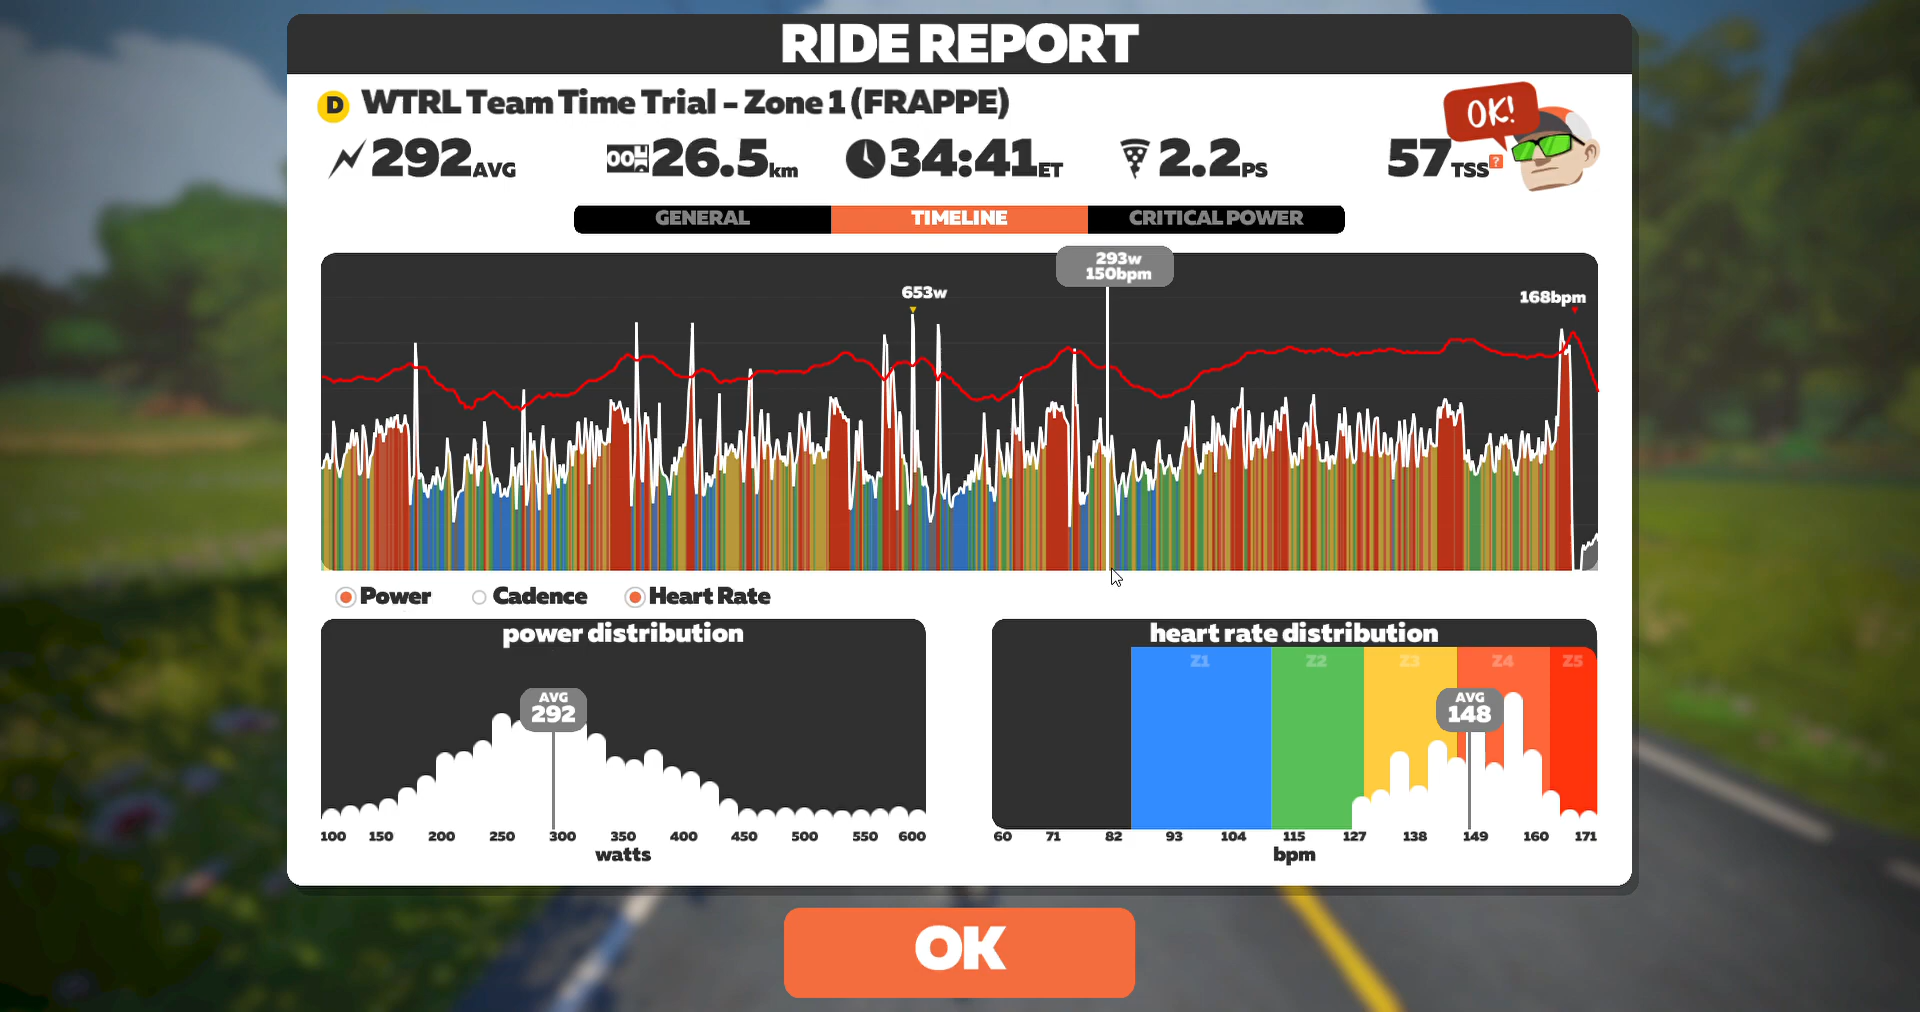 RIDE REPORT
D WTRL Team Time Trial - Zone 1 (FRAPPE)
OK!
292AVG 26.5km 34:41ET 2.2PS 57TSS?
GENERAL TIMELINE CRITICAL POWER
293w
150bpm
653w
168bpm
Power Cadence Heart Rate
power distribution
AVG
292
100 150 200 250 300 350 400 450 500 550 600
watts
heart rate distribution
Z1 Z2 Z3 Z4 Z5
AVG
148
60 71 82 93 104 115 127 138 149 160 171
bpm
OK